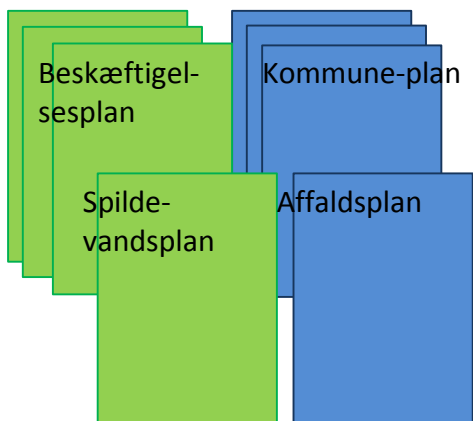 Beskæftigel-
sesplan
Kommune-plan
Spilde-
vandsplan
Affaldsplan